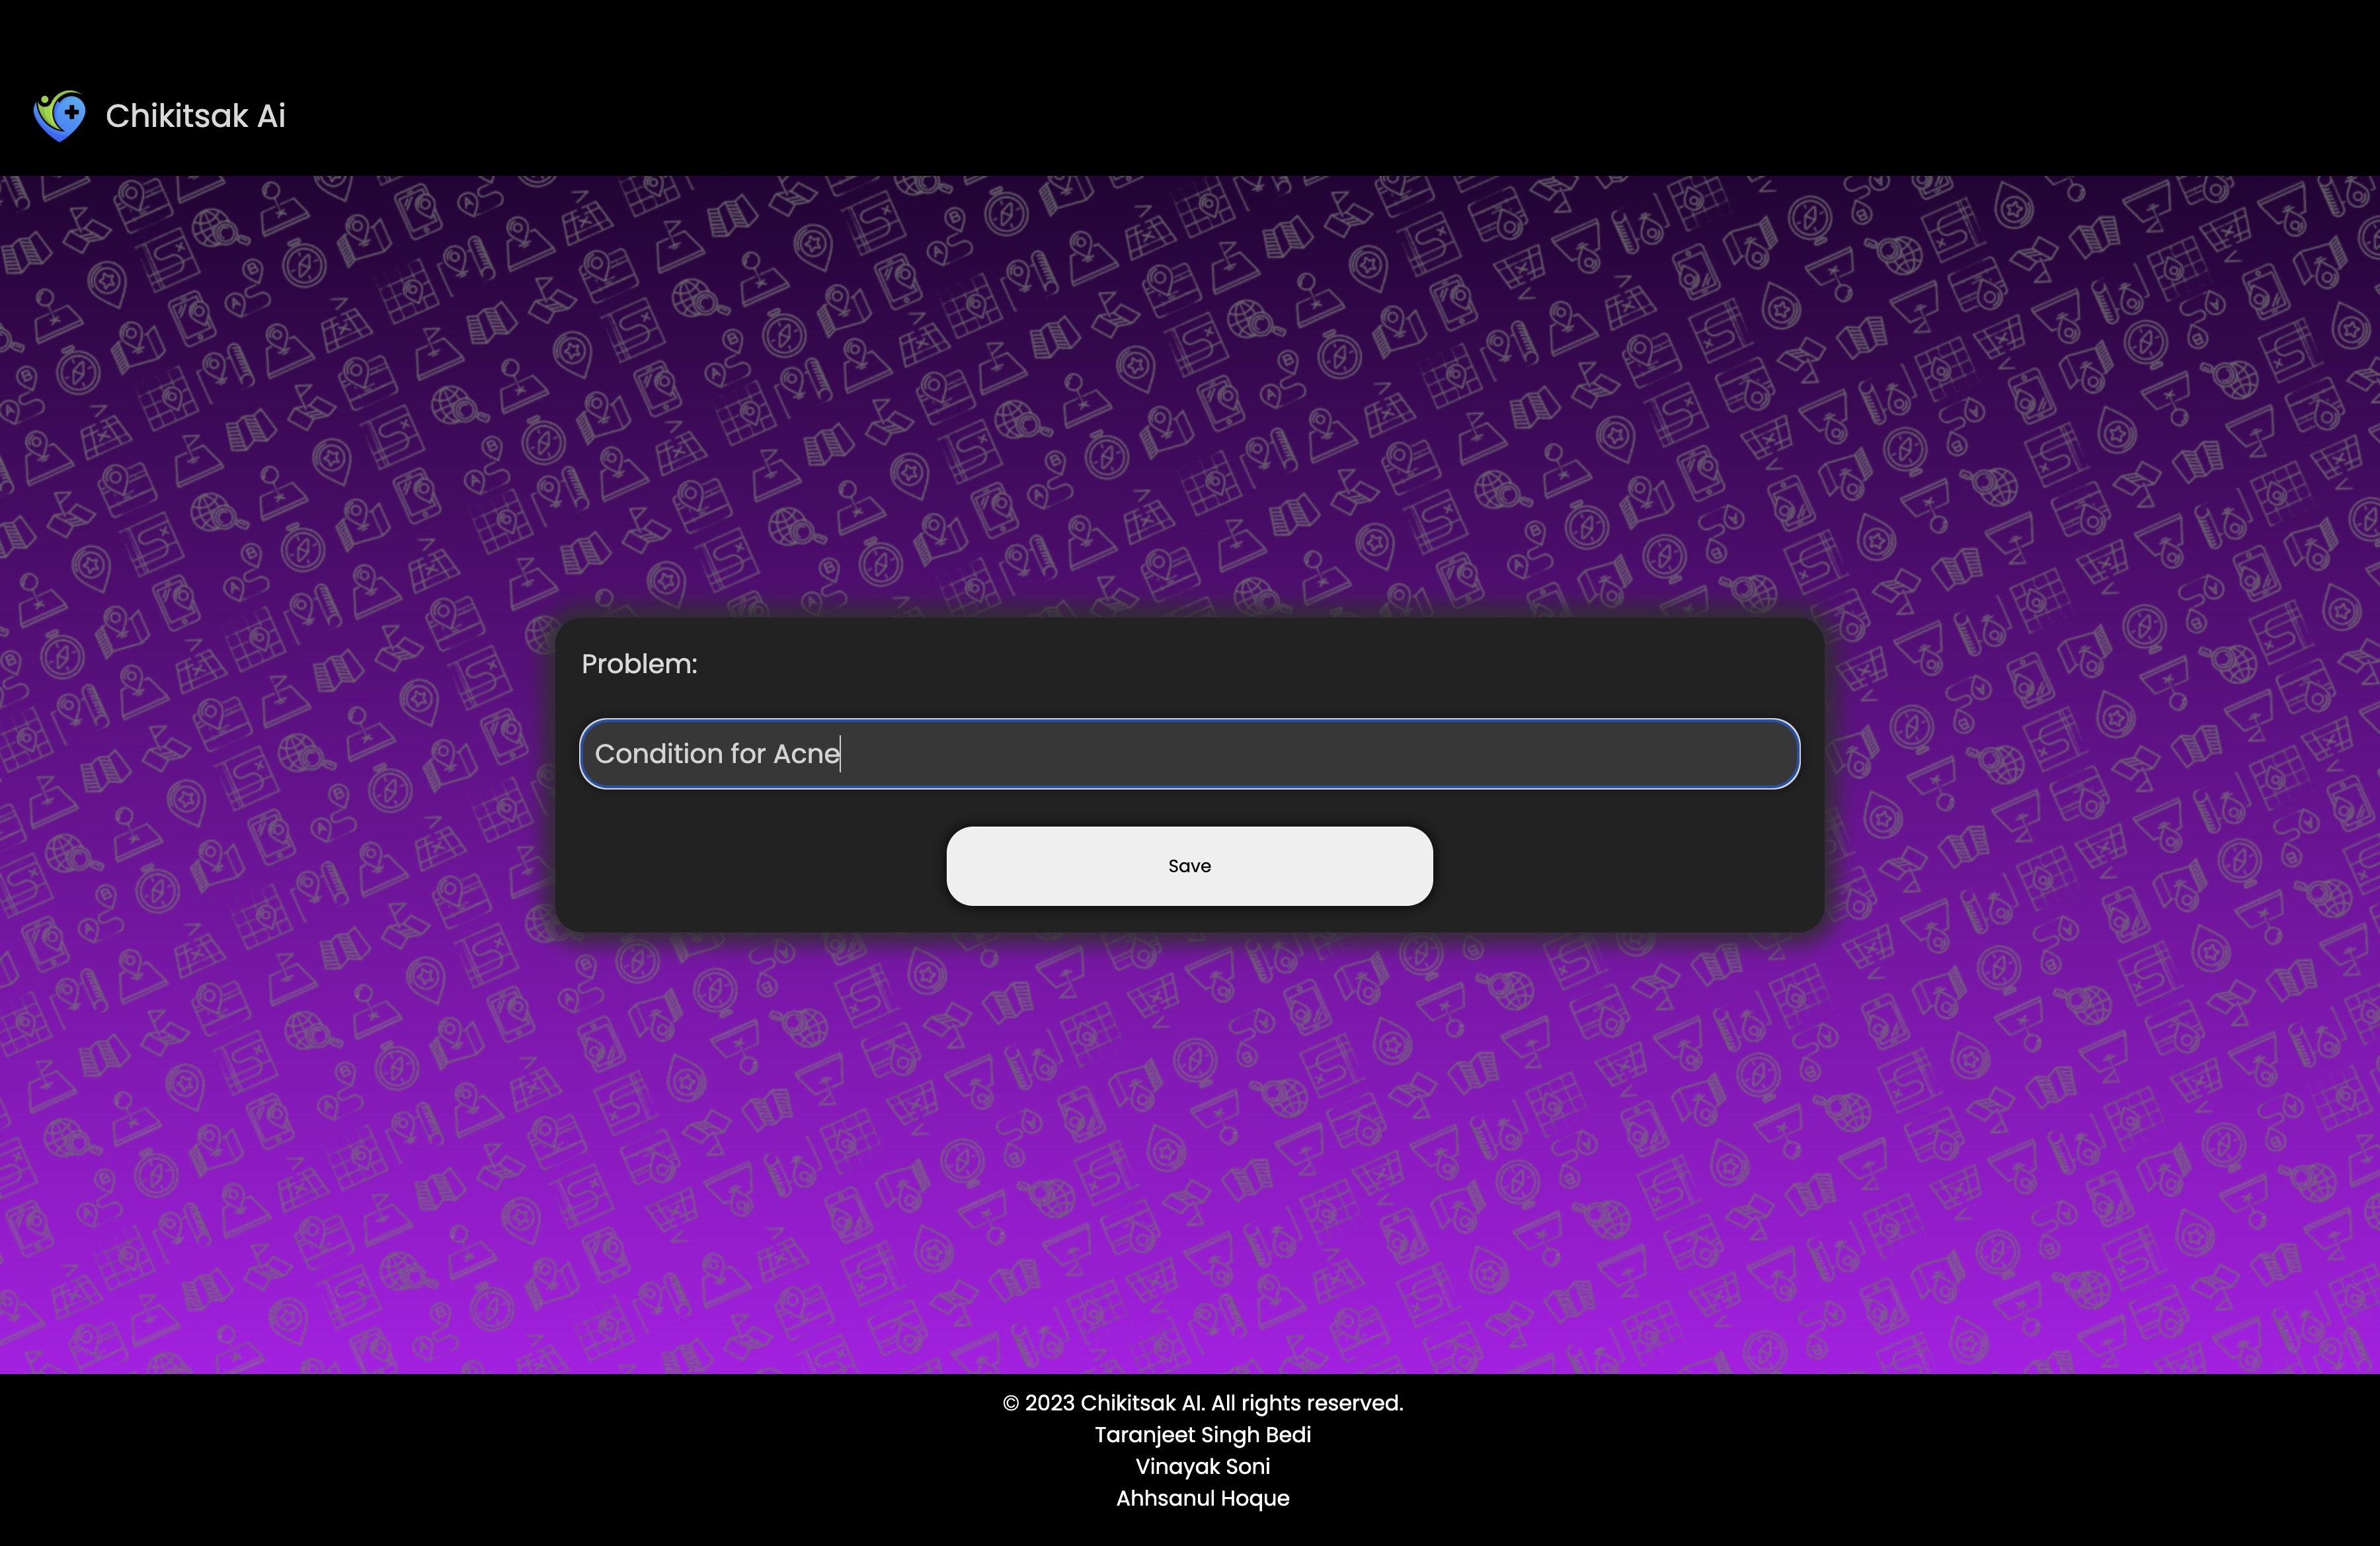 Chikitsak Ai
Problem:
Condition for Acne
Save
© 2023 Chikitsak AI. All rights reserved.
Taranjeet Singh Bedi
Vinayak Soni
Ahhsanul Hoque